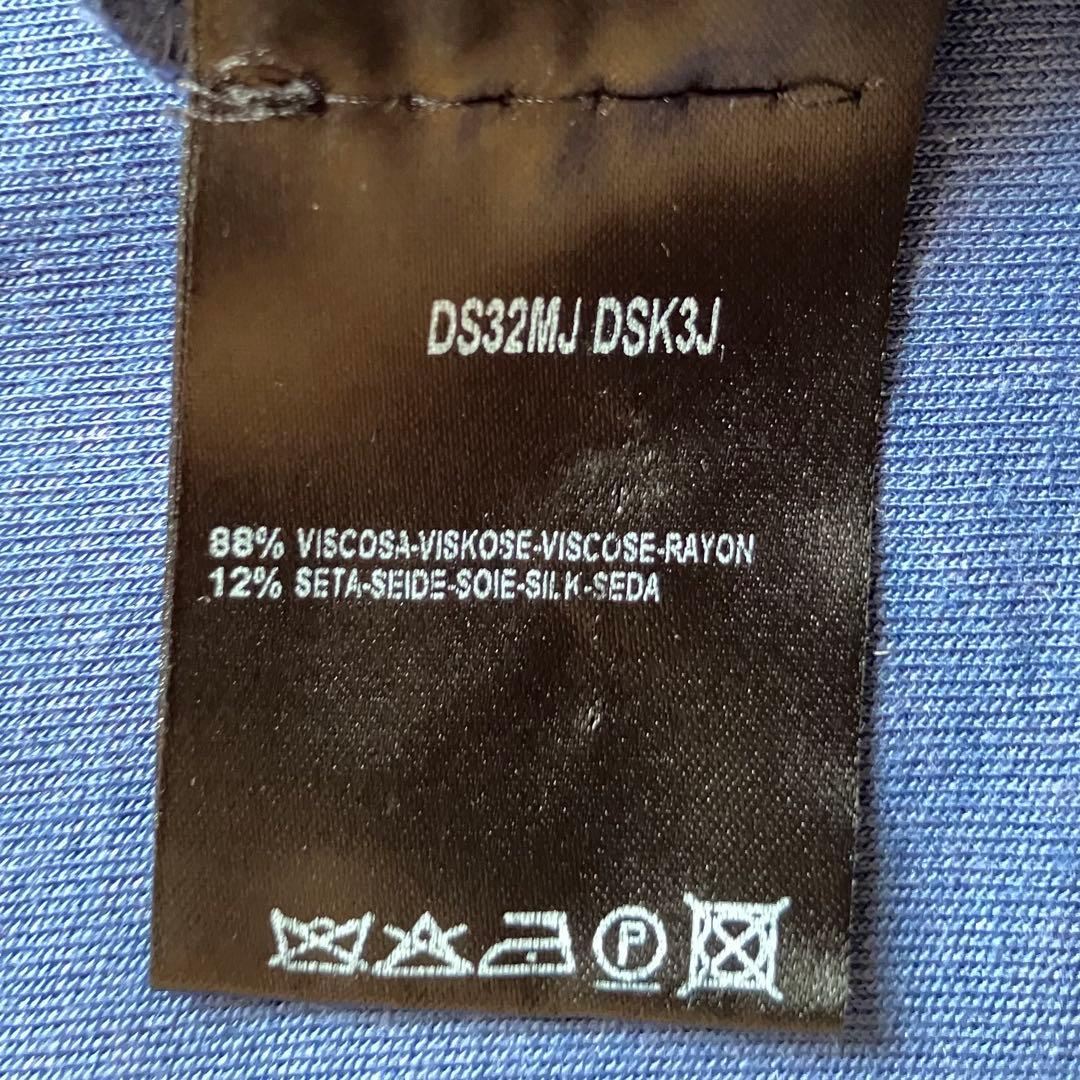 DS32MJ DSK3J
88% VISCOSA-VISKOSE-VISCOSE-RAYON
12% SETA-SEIDE-SOIE-SILK-SEDA
P